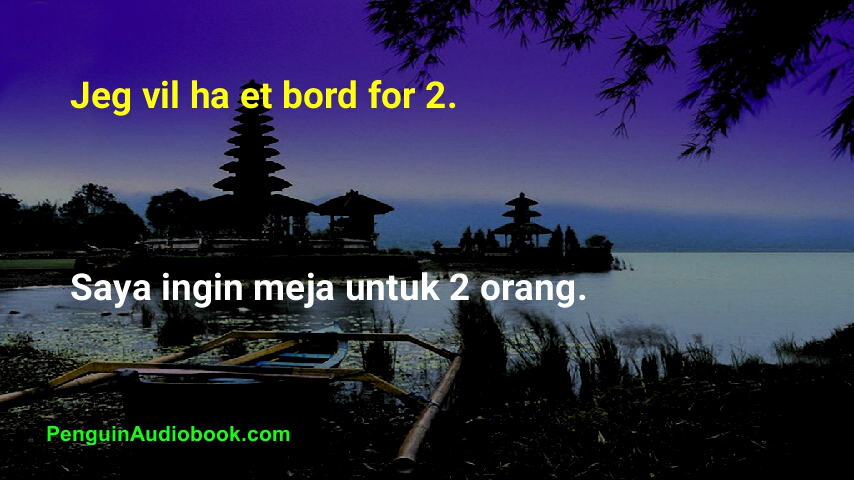 Jeg vil ha et bord for 2.
Saya ingin meja untuk 2 orang.
PenguinAudiobook.com